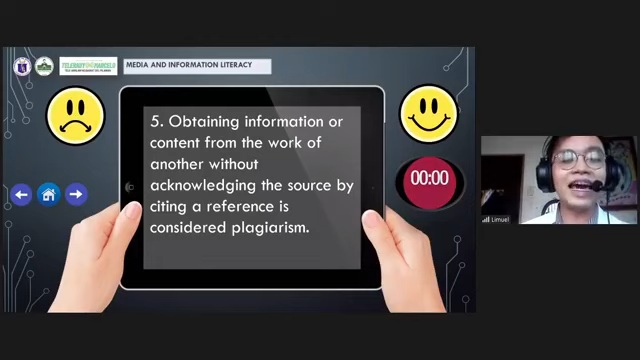 MEDIA AND INFORMATION LITERACY
5. Obtaining information or
content from the work of
another without
acknowledging the source by
citing a reference is
considered plagiarism.
00:00
Limuel